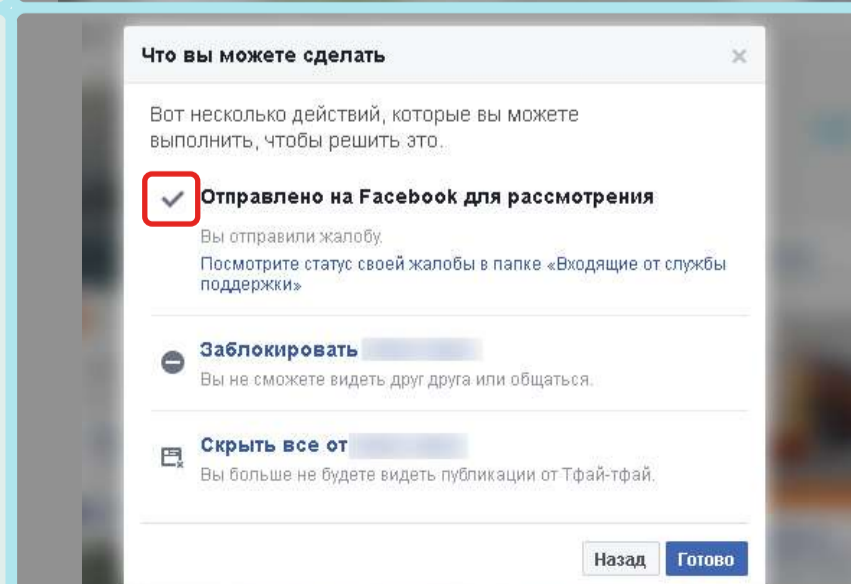 Что вы можете сделать
Вот несколько действий, которые вы можете
выполнить, чтобы решить это.
Отправлено на Facebook для рассмотрения
Вы отправили жалобу.
Посмотрите статус своей жалобы в папке «Входящие от службы
поддержки»
Заблокировать
Вы не сможете видеть друг друга или общаться.
Скрыть все от
Вы больше не будете видеть публикации от Тфай-тфай.
Назад Готово